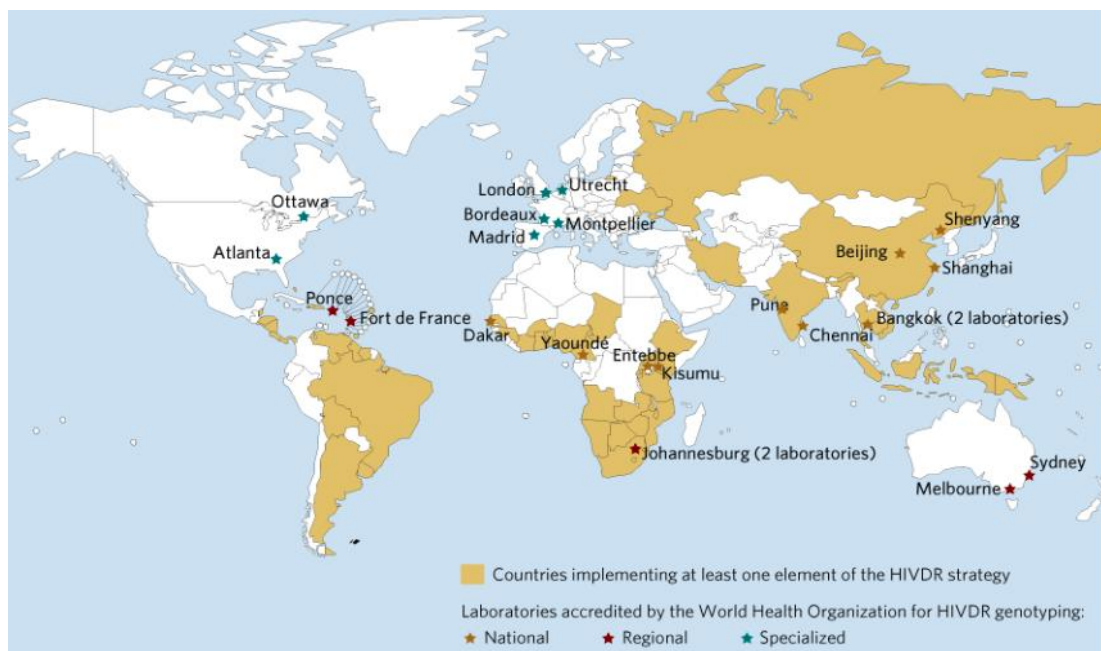 London
Utrecht
Ottawa
Bordeaux
Montpellier
Shenyang
Madrid
Atlanta
Beijing
Shanghai
Ponce
Pune
Fort de France
Bangkok (2 laboratories)
Dakar
Yaoundé
Chennai
Entebbe
Kisumu
Johannesburg (2 laboratories)
Sydney
Melbourne
Countries implementing at least one element of the HIVDR strategy
Laboratories accredited by the World Health Organization for HIVDR genotyping:
National Regional Specialized